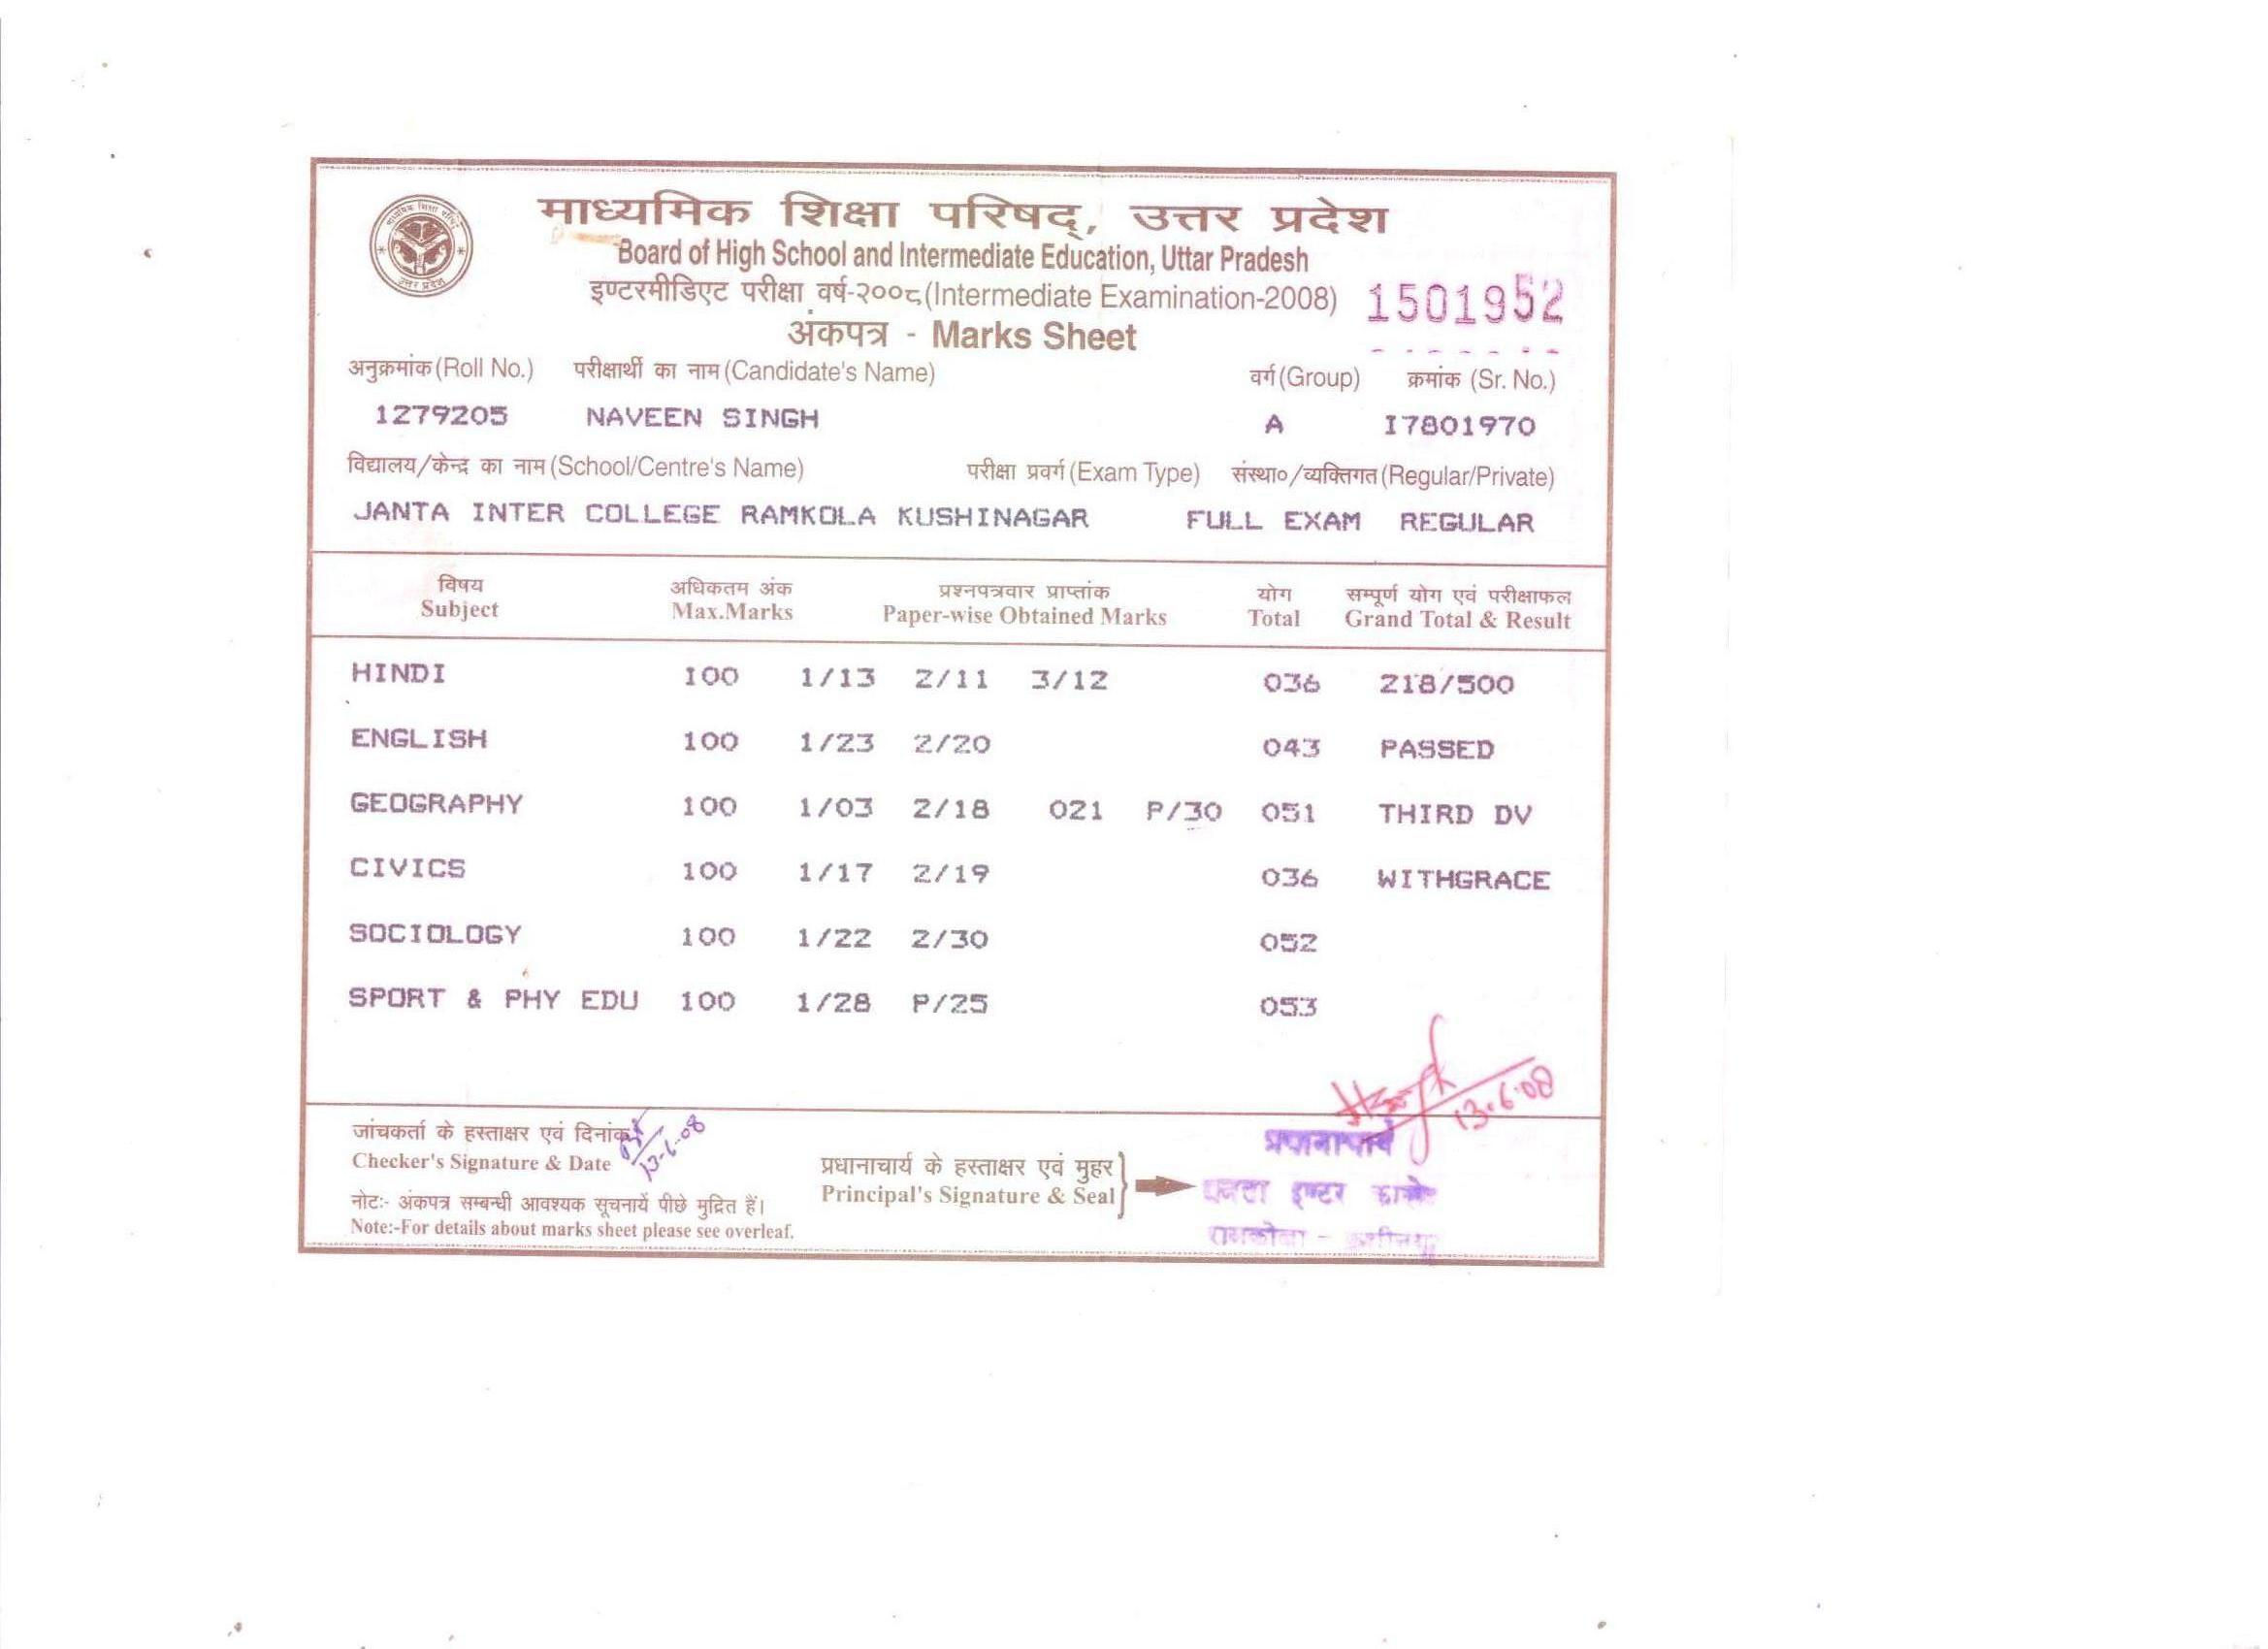 माध्यमिक शिक्षा परिषद्, उत्तर प्रदेश
Board of High School and Intermediate Education, Uttar Pradesh
इण्टरमीडिएट परीक्षा वर्ष-२००८(Intermediate Examination-2008) 1501952
अंकपत्र - Marks Sheet
अनुक्रमांक(Roll No.) परीक्षार्थी का नाम(Candidate's Name) वर्ग(Group) क्रमांक (Sr. No.)
1279205 NAVEEN SINGH A I7801970
विद्यालय/केन्द्र का नाम(School/Centre's Name) परीक्षा प्रवर्ग(Exam Type) संस्था०/व्यक्तिगत(Regular/Private)
JANTA INTER COLLEGE RAMKOLA KUSHINAGAR FULL EXAM REGULAR
विषय अधिकतम अंक प्रश्नपत्रवार प्राप्तांक योग सम्पूर्ण योग एवं परीक्षाफल
Subject Max.Marks Paper-wise Obtained Marks Total Grand Total & Result
HINDI 100 1/13 2/11 3/12 036 218/500
ENGLISH 100 1/23 2/20 043 PASSED
GEOGRAPHY 100 1/03 2/18 021 P/30 051 THIRD DV
CIVICS 100 1/17 2/19 036 WITHGRACE
SOCIOLOGY 100 1/22 2/30 052
SPORT & PHY EDU 100 1/28 P/25 053
13.6.08
जांचकर्ता के हस्ताक्षर एवं दिनांक
Checker's Signature & Date 13-6-08
प्रधानाचार्य के हस्ताक्षर एवं मुहर
Principal's Signature & Seal
इण्टर
नोटः- अंकपत्र सम्बन्धी आवश्यक सूचनायें पीछे मुद्रित हैं।
Note:-For details about marks sheet please see overleaf.